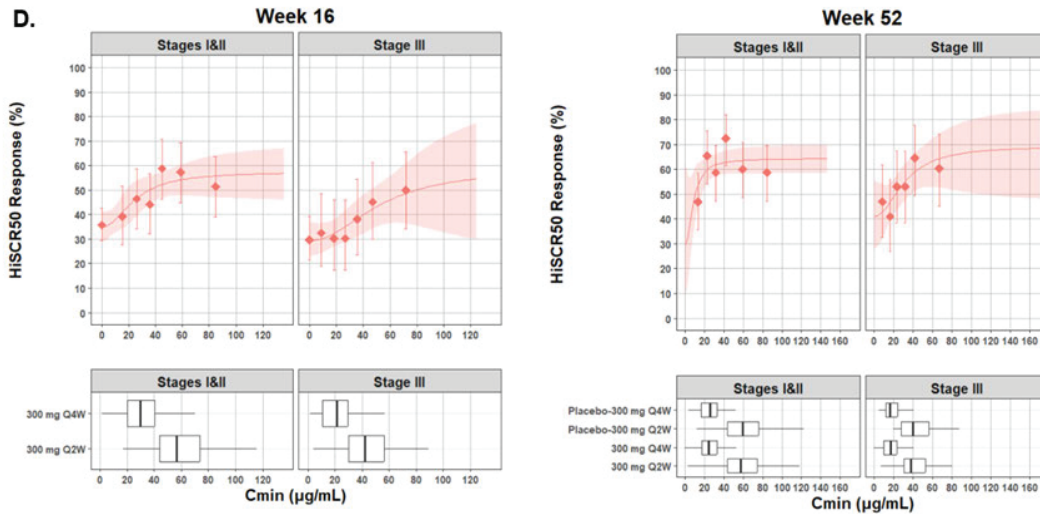 D.
Week 16
Week 52
Stages I&II
Stage III
Stages I&II
Stage III
HiSCR50 Response (%)
100
90
80
70
60
50
40
30
20
10
0
0 20 40 60 80 100 120
0 20 40 60 80 100 120
HiSCR50 Response (%)
100
90
80
70
60
50
40
30
20
10
0
0 20 40 60 80 100 120 140 160
0 20 40 60 80 100 120 140 160
Stages I&II
Stage III
300 mg Q4W
300 mg Q2W
0 20 40 60 80 100 120
0 20 40 60 80 100 120
Cmin (µg/mL)
Stages I&II
Stage III
Placebo-300 mg Q4W
Placebo-300 mg Q2W
300 mg Q4W
300 mg Q2W
0 20 40 60 80 100 120 140 160
0 20 40 60 80 100 120 140 160
Cmin (µg/mL)